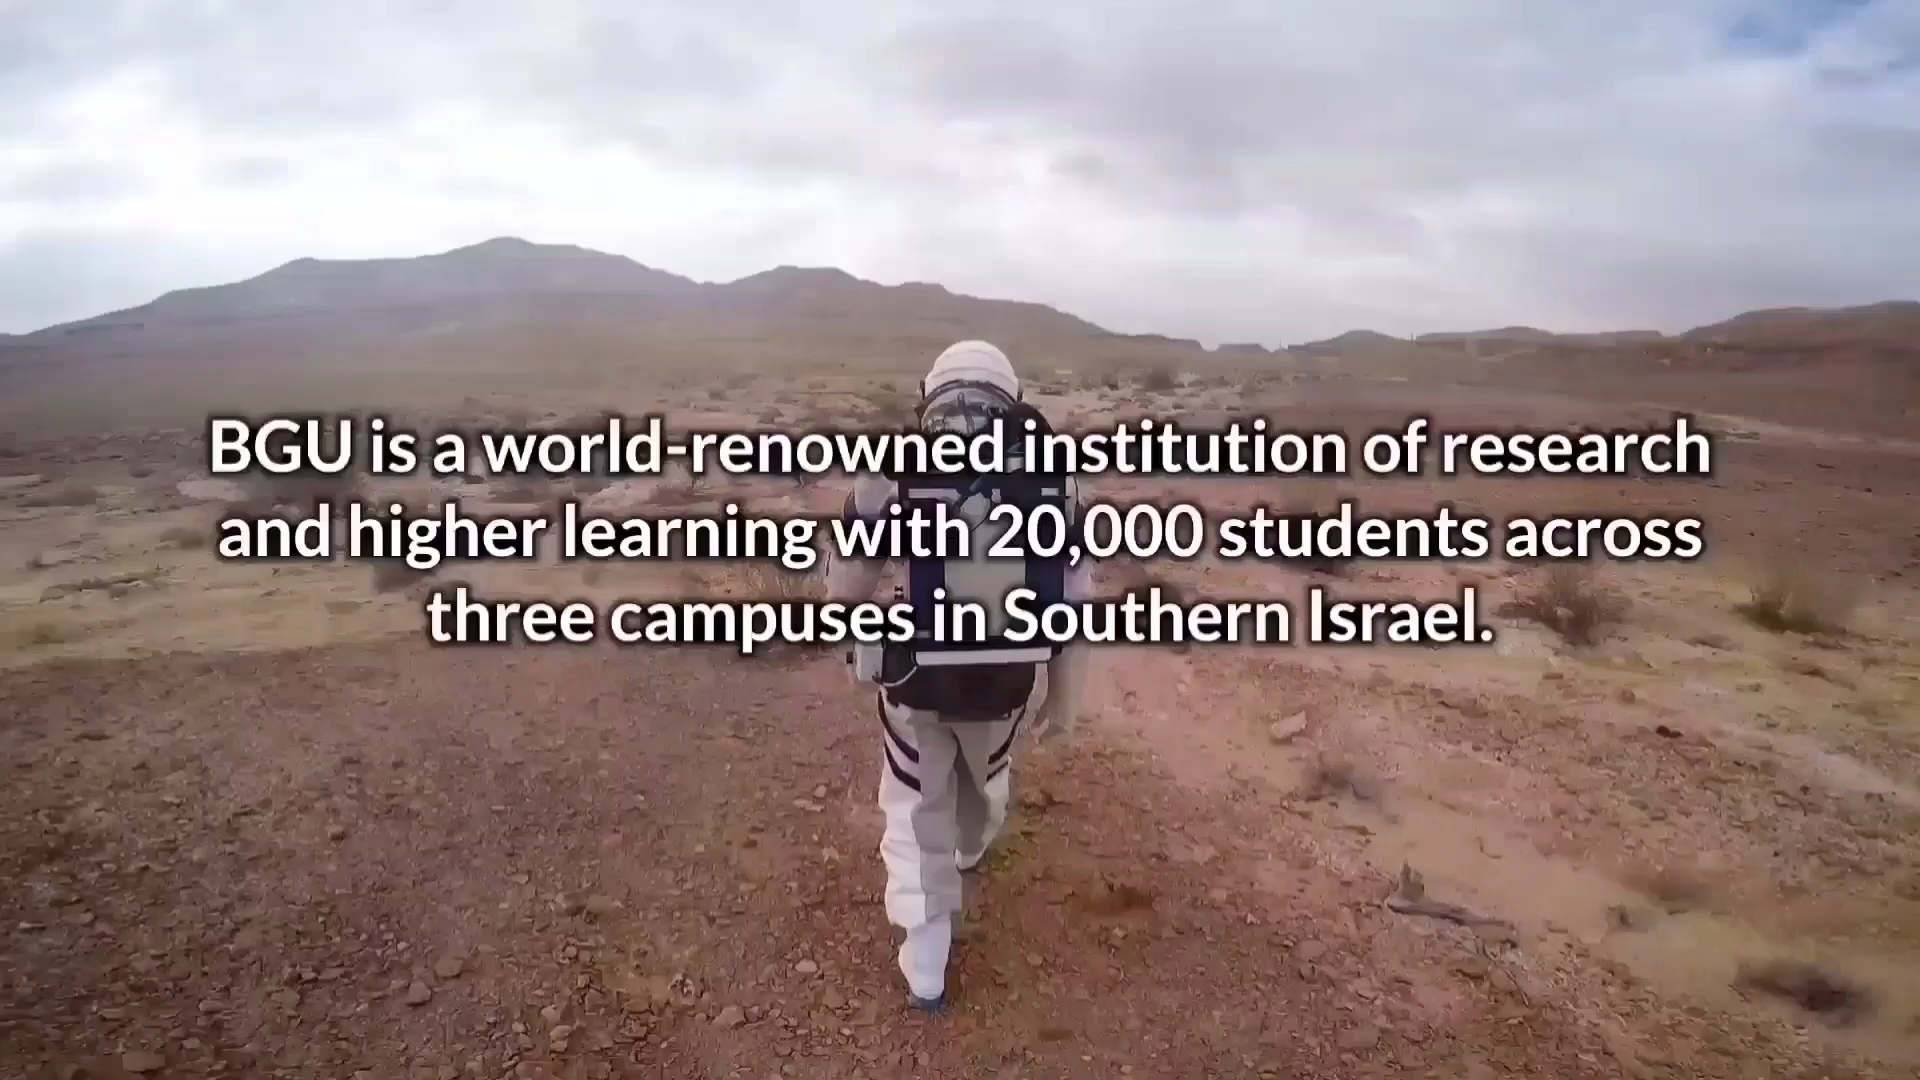 BGU is a world-renowned institution of research
and higher learning with 20,000 students across
three campuses in Southern Israel.